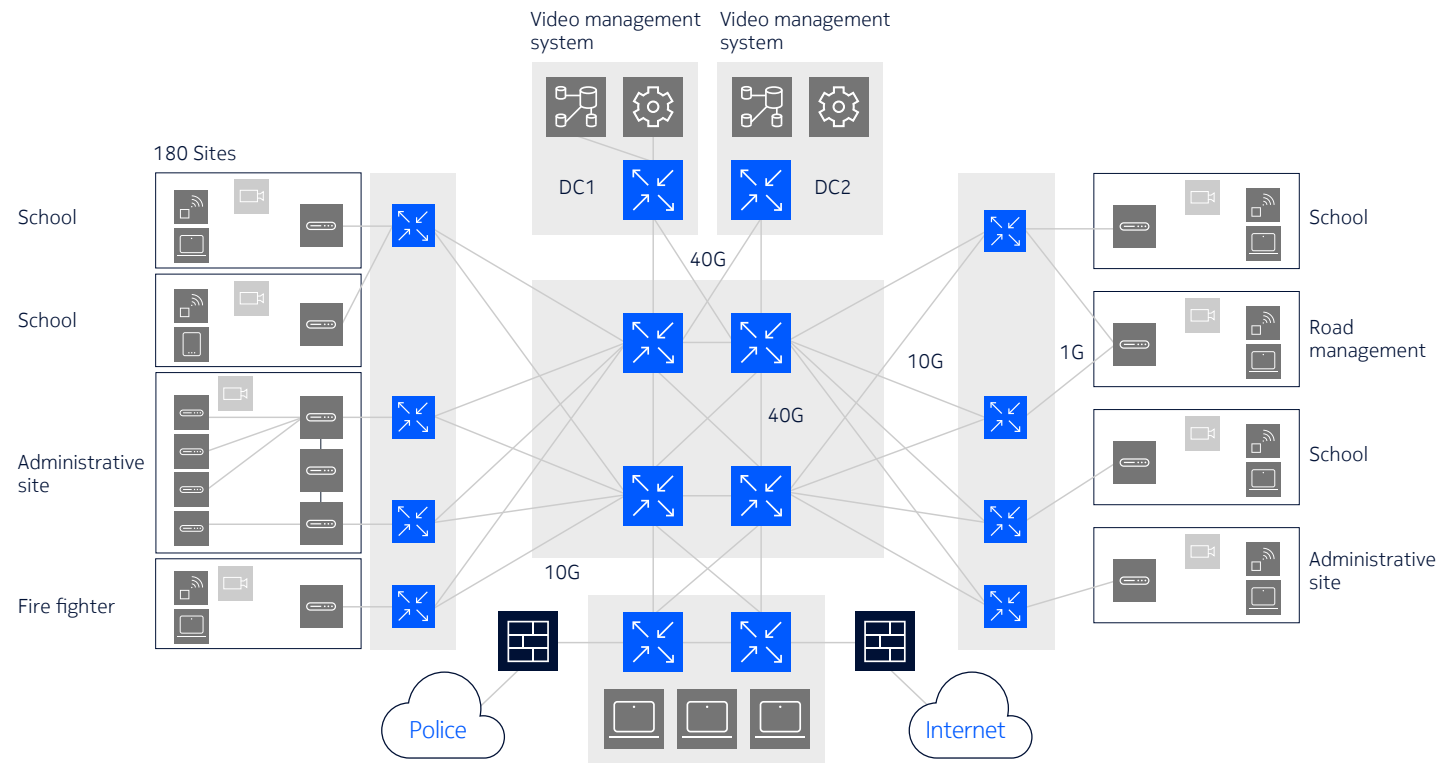 Video management
system
Video management
system
180 Sites
DC1
DC2
School
School
40G
School
Road
management
10G
1G
40G
Administrative
site
School
10G
Fire fighter
Administrative
site
Police
Internet